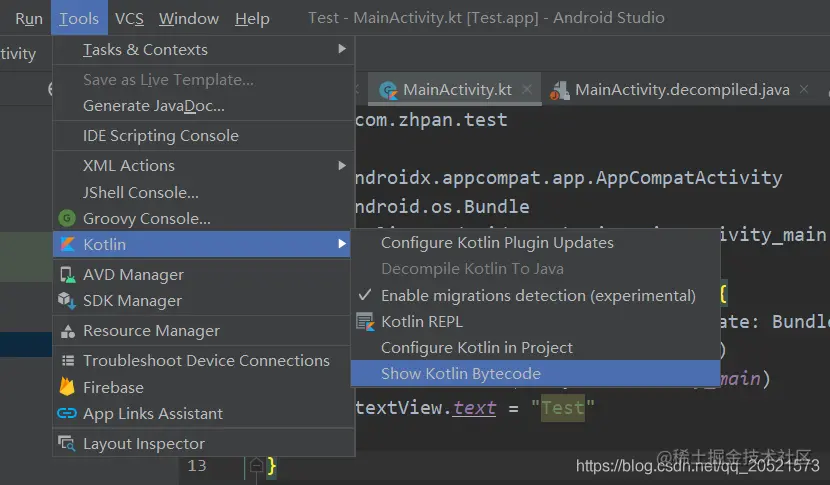 Run Tools VCS Window Help Test - MainActivity.kt [Test.app] - Android Studio
tivity
Tasks & Contexts
Save as Live Template...
Generate JavaDoc...
IDE Scripting Console
XML Actions
JShell Console...
Groovy Console...
Kotlin
AVD Manager
SDK Manager
Resource Manager
Troubleshoot Device Connections
Firebase
App Links Assistant
Layout Inspector
MainActivity.kt MainActivity.decompiled.java
com.zhpan.test
ndroidx.appcompat.app.AppCompatActivity
ndroid.os.Bundle
ivity_main
Configure Kotlin Plugin Updates
Decompile Kotlin To Java
Enable migrations detection (experimental)
Kotlin REPL
Configure Kotlin in Project
Show Kotlin Bytecode
{
ate: Bundle
)
_main)
textView.text = "Test"
13 }
@稀土掘金技术社区
https://blog.csdn.net/qq_20521573